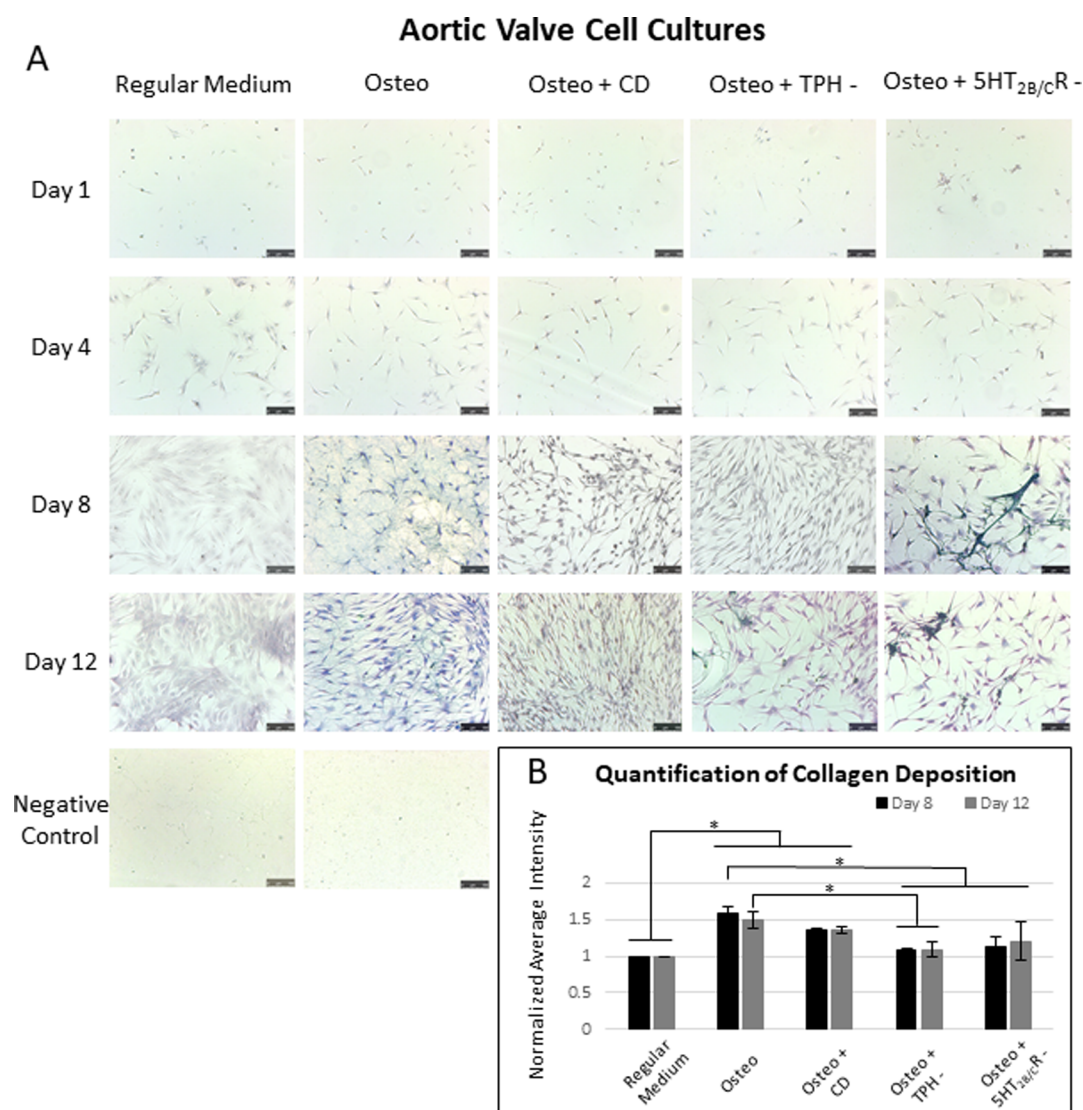 Aortic Valve Cell Cultures
A
Regular Medium Osteo Osteo + CD Osteo + TPH - Osteo + 5HT2B/CR -
Day 1
Day 4
Day 8
Day 12
Negative
Control
B Quantification of Collagen Deposition
Day 8 Day 12
Normalized Average Intensity
*
*
*
2
1.5
1
0.5
0
Regular
Medium
Osteo
Osteo +
CD
Osteo +
TPH -
Osteo +
5HT2B/CR -